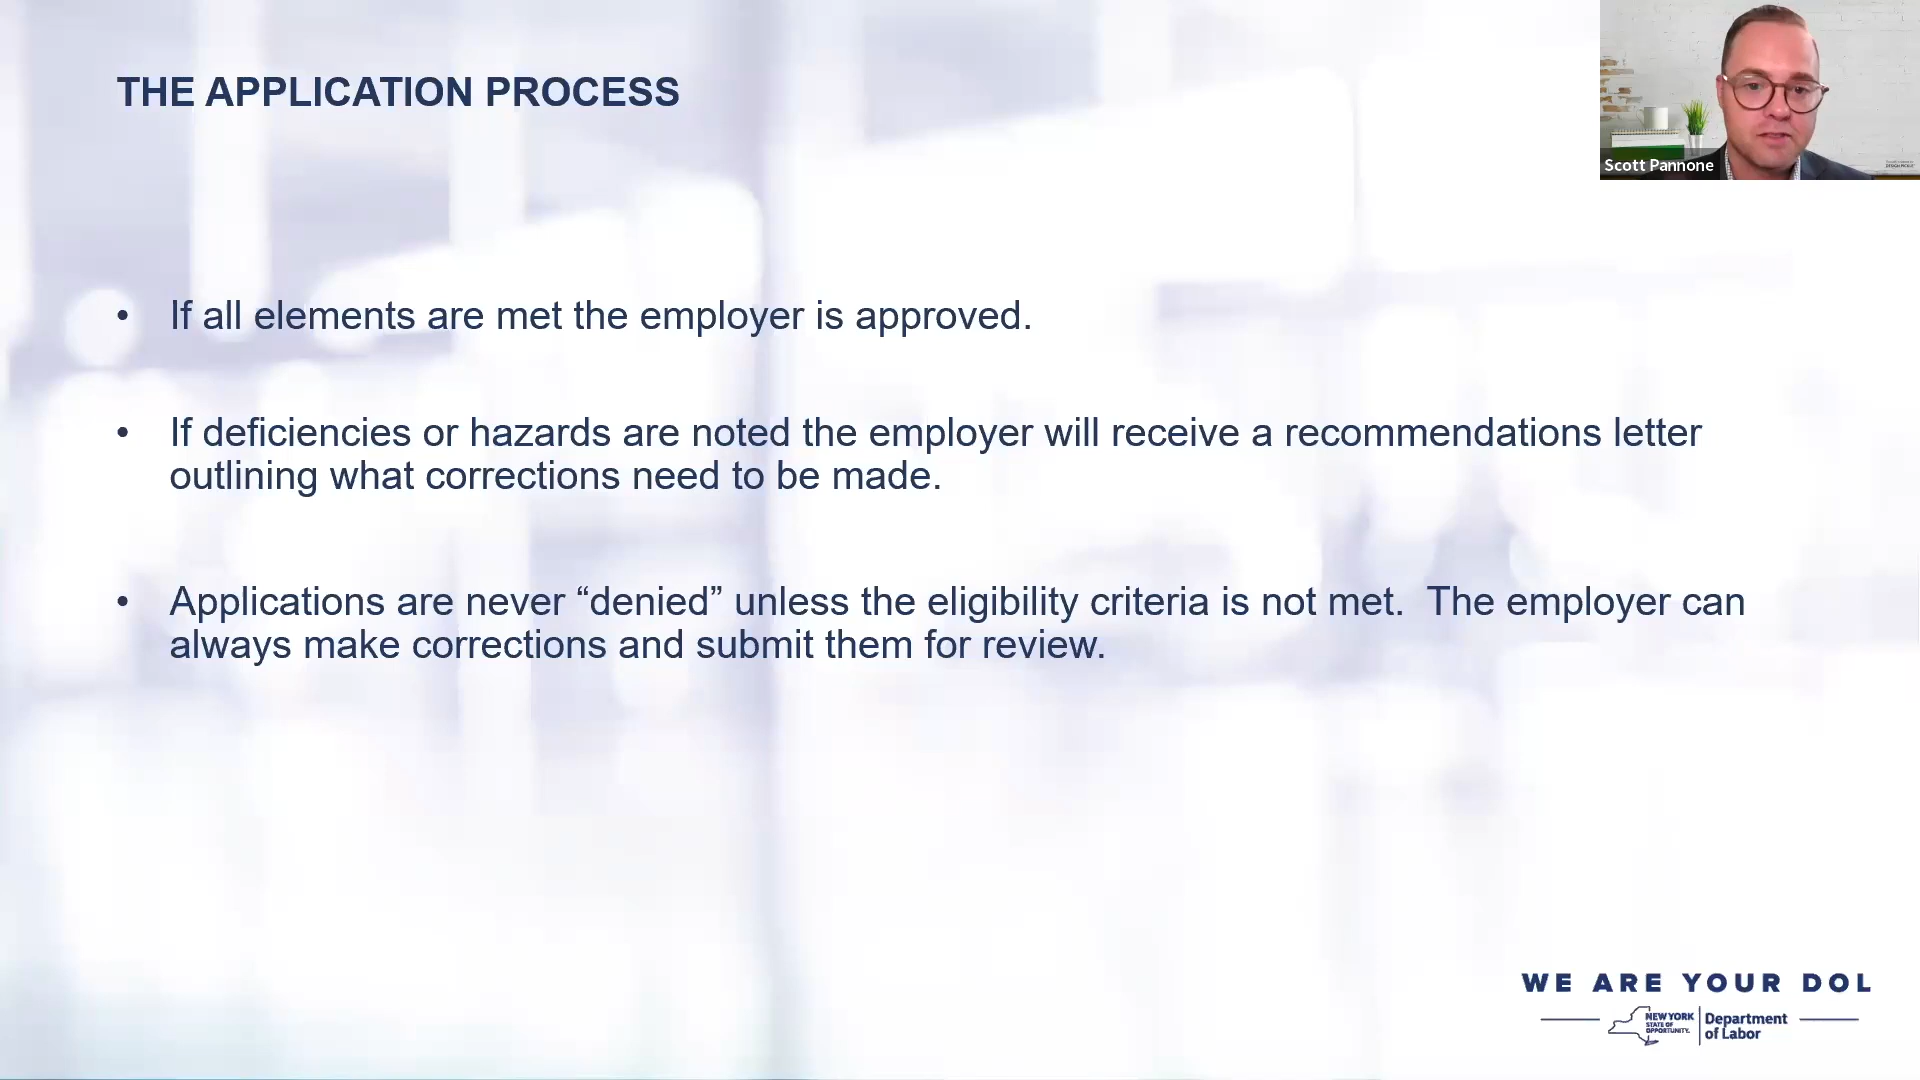 THE APPLICATION PROCESS
Scott Pannone
• If all elements are met the employer is approved.
• If deficiencies or hazards are noted the employer will receive a recommendations letter
outlining what corrections need to be made.
• Applications are never “denied” unless the eligibility criteria is not met.  The employer can
always make corrections and submit them for review.
WE ARE YOUR DOL
NEW YORK
STATE OF
OPPORTUNITY.
Department
of Labor